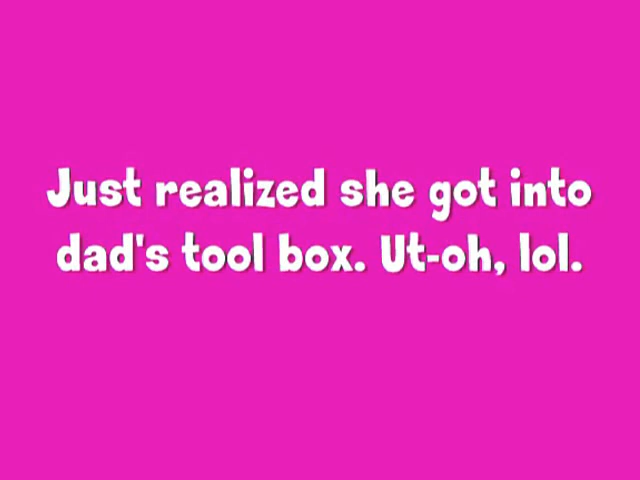 Just realized she got into
dad's tool box. Ut-oh, lol.